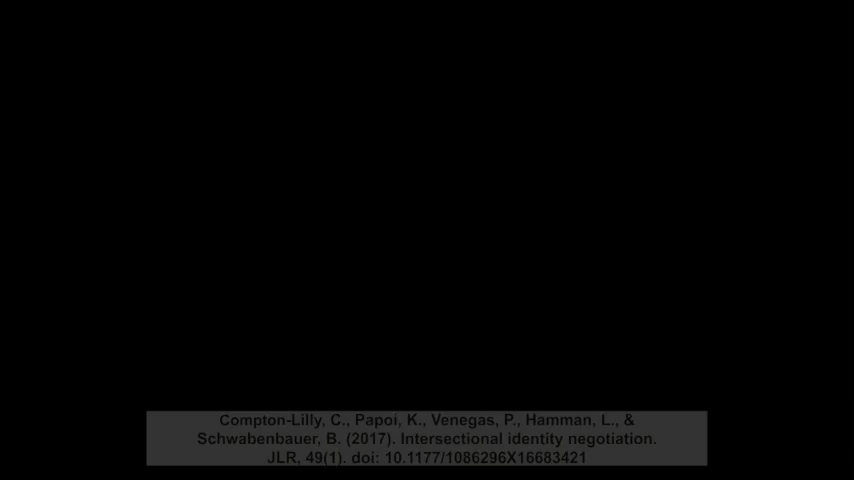 Compton-Lilly, C., Papoi, K., Venegas, P., Hamman, L., &
Schwabenbauer, B. (2017). Intersectional identity negotiation.
JLR, 49(1). doi: 10.1177/1086296X16683421